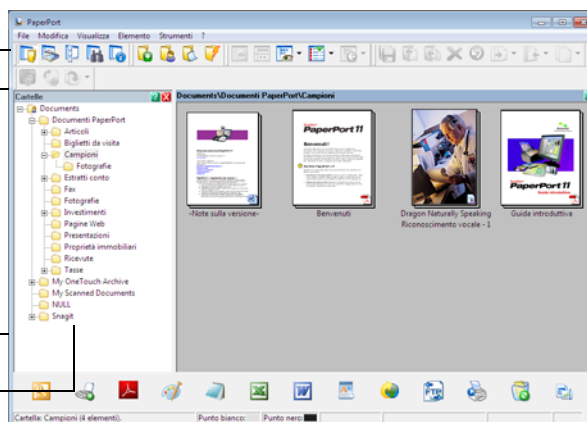 PaperPort
File Modifica Visualizza Elemento Strumenti ?
Cartelle
Documents\Documenti PaperPort\Campioni
Documents
Documenti PaperPort
Articoli
Biglietti da visita
Campioni
Fotografie
Estratti conto
Fax
Fotografie
Investimenti
Pagine Web
Presentazioni
Proprietà immobiliari
Ricevute
Tasse
My OneTouch Archive
My Scanned Documents
NULL
Snagit
PaperPort 11
Benvenuti!
PaperPort 11
Guida introduttiva
-Note sulla versione-
Benvenuti
Dragon Naturally Speaking
Riconoscimento vocale - 1
Guida introduttiva
FTP
Cartella: Campioni (4 elementi).
Punto bianco:
Punto nero: